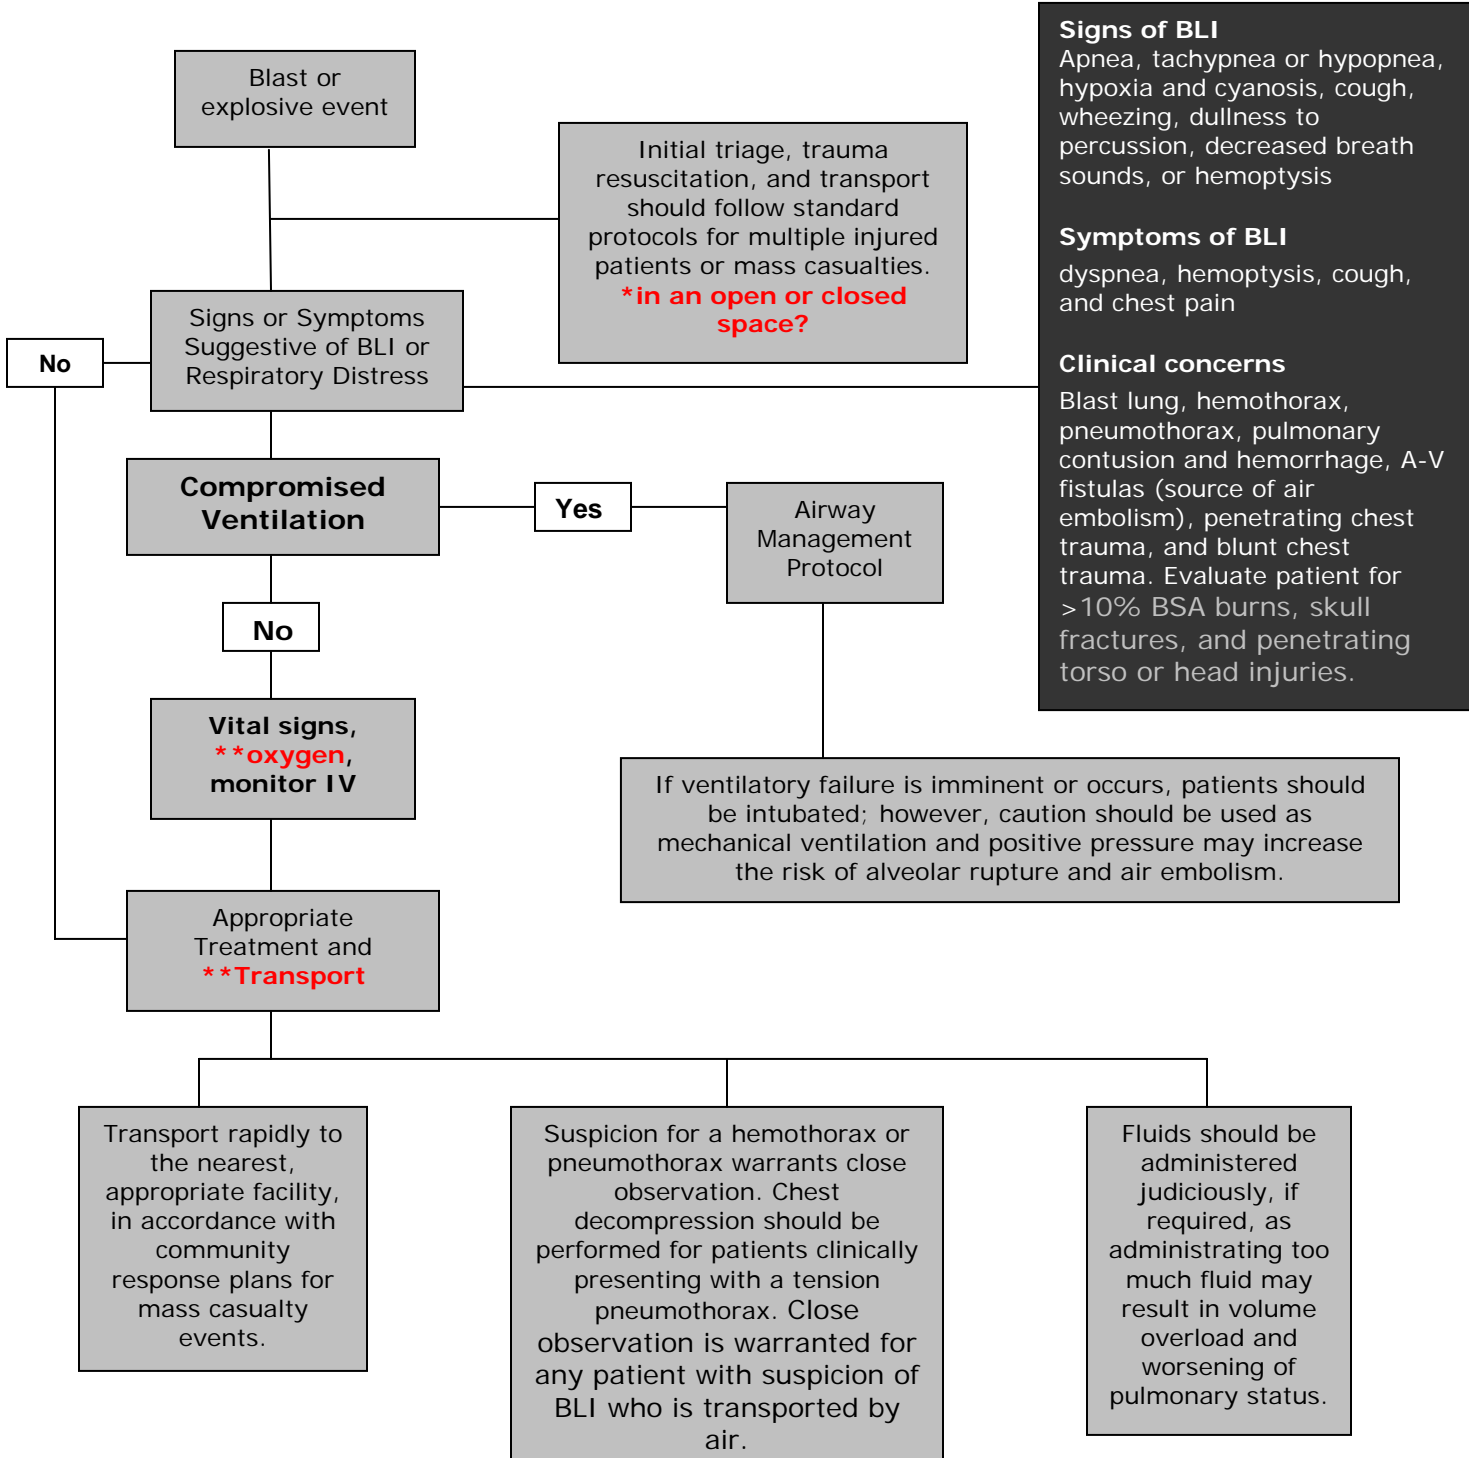 Blast or
explosive event
Initial triage, trauma
resuscitation, and transport
should follow standard
protocols for multiple injured
patients or mass casualties.
*in an open or closed
space?
Signs of BLI
Apnea, tachypnea or hypopnea,
hypoxia and cyanosis, cough,
wheezing, dullness to
percussion, decreased breath
sounds, or hemoptysis
Symptoms of BLI
dyspnea, hemoptysis, cough,
and chest pain
Clinical concerns
Blast lung, hemothorax,
pneumothorax, pulmonary
contusion and hemorrhage, A-V
fistulas (source of air
embolism), penetrating chest
trauma, and blunt chest
trauma. Evaluate patient for
>10% BSA burns, skull
fractures, and penetrating
torso or head injuries.
Signs or Symptoms
Suggestive of BLI or
Respiratory Distress
No
Compromised
Ventilation
Yes
Airway
Management
Protocol
No
Vital signs,
**oxygen,
monitor IV
If ventilatory failure is imminent or occurs, patients should
be intubated; however, caution should be used as
mechanical ventilation and positive pressure may increase
the risk of alveolar rupture and air embolism.
Appropriate
Treatment and
**Transport
Transport rapidly to
the nearest,
appropriate facility,
in accordance with
community
response plans for
mass casualty
events.
Suspicion for a hemothorax or
pneumothorax warrants close
observation. Chest
decompression should be
performed for patients clinically
presenting with a tension
pneumothorax. Close
observation is warranted for
any patient with suspicion of
BLI who is transported by
air.
Fluids should be
administered
judiciously, if
required, as
administrating too
much fluid may
result in volume
overload and
worsening of
pulmonary status.